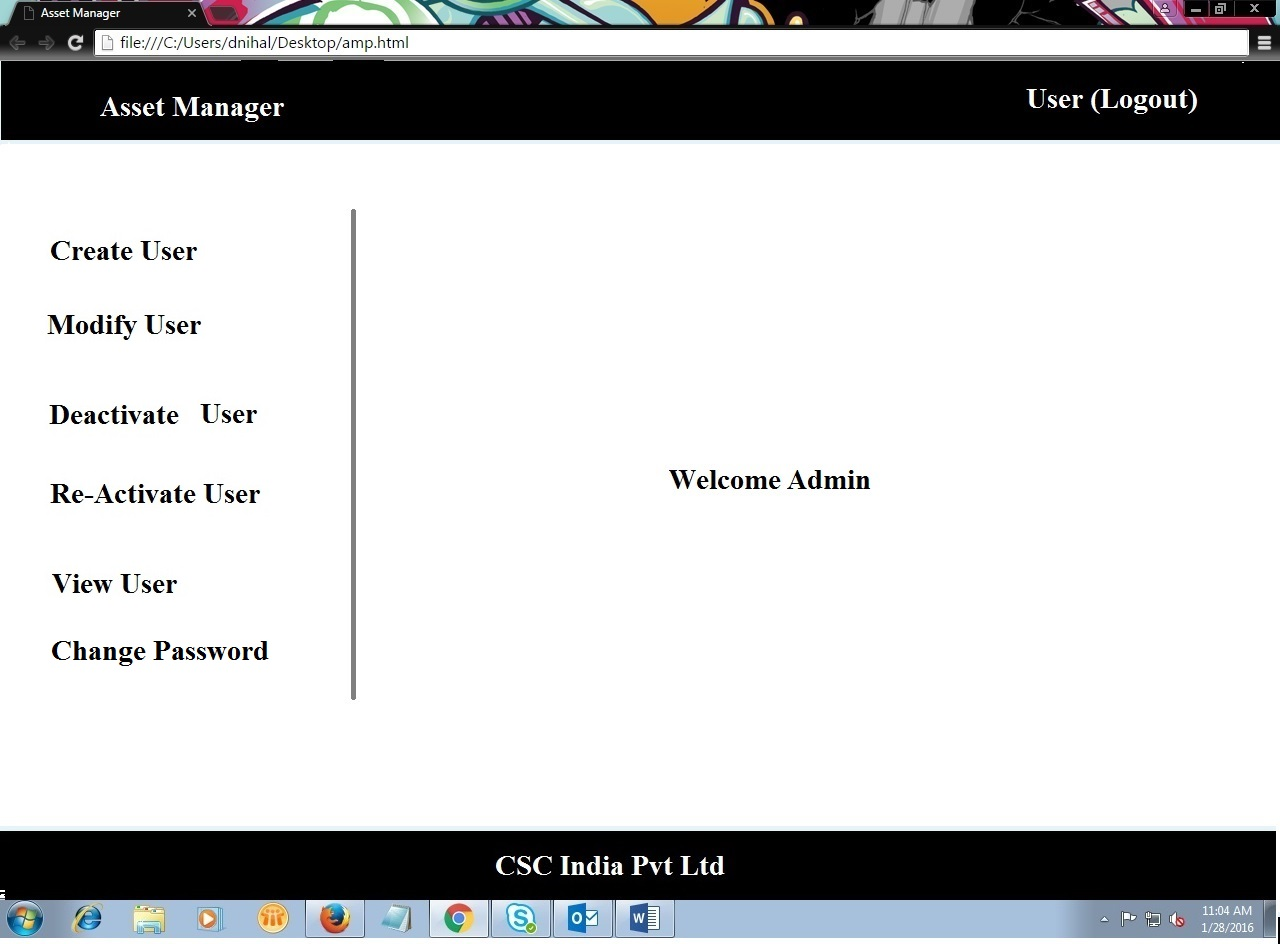 Asset Manager
file:///C:/Users/dnihal/Desktop/amp.html
Asset Manager
User (Logout)
Create User
Modify User
Deactivate User
Re-Activate User
View User
Change Password
Welcome Admin
CSC India Pvt Ltd
11:04 AM
1/28/2016